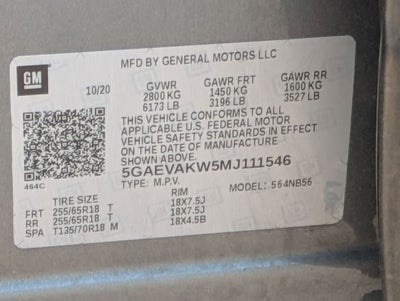 MFD BY GENERAL MOTORS LLC
GM
10/20
GVWR GAWR FRT GAWR RR
2800 KG 1450 KG 1600 KG
6173 LB 3196 LB 3527 LB
THIS VEHICLE CONFORMS TO ALL
APPLICABLE U.S. FEDERAL MOTOR
VEHICLE SAFETY STANDARDS IN EFFECT
ON THE DATE OF MANUFACTURE
SHOWN ABOVE.
5GAEVAKW5MJ111546
464C
TYPE: M.P.V. MODEL: 564NB56
TIRE SIZE RIM
FRT 255/65R18 T 18X7.5J
RR 255/65R18 T 18X7.5J
SPA T135/70R18 M 18X4.5B